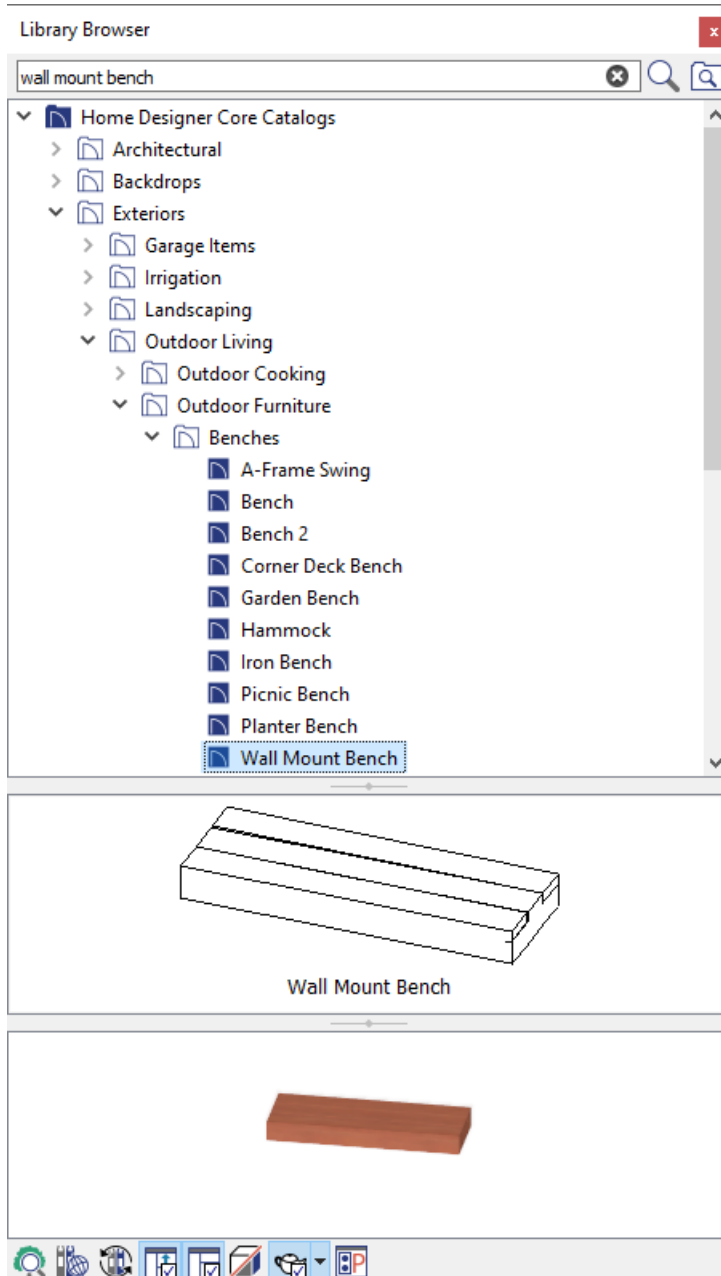 Library Browser
x
wall mount bench
Home Designer Core Catalogs
Architectural
Backdrops
Exteriors
Garage Items
Irrigation
Landscaping
Outdoor Living
Outdoor Cooking
Outdoor Furniture
Benches
A-Frame Swing
Bench
Bench 2
Corner Deck Bench
Garden Bench
Hammock
Iron Bench
Picnic Bench
Planter Bench
Wall Mount Bench
Wall Mount Bench
P